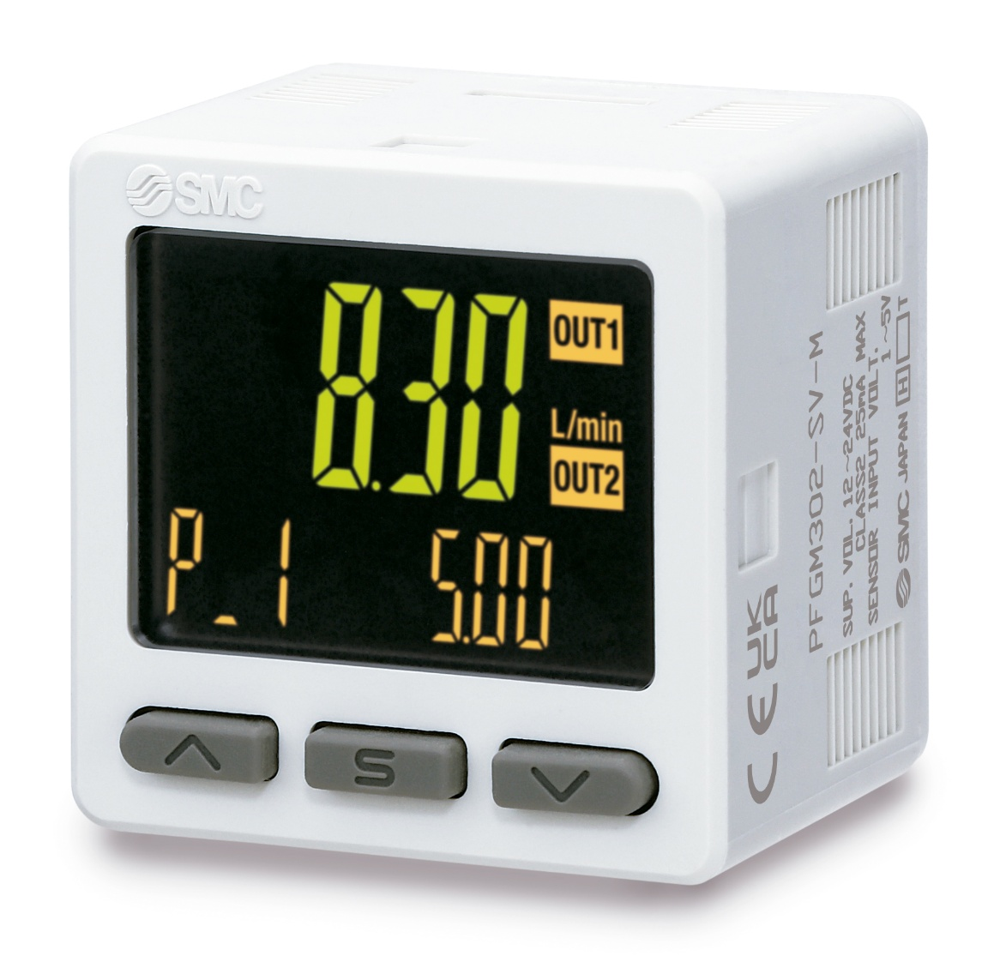 SMC
8.30
OUT1
L/min
OUT2
P_1 5.00
S
PFGM302-SV-M
SUP. VOL. 12~24VDC
CLASS2 25mA MAX
SENSOR INPUT VOLT.
1~5V
SMC JAPAN H T
CE UK CA